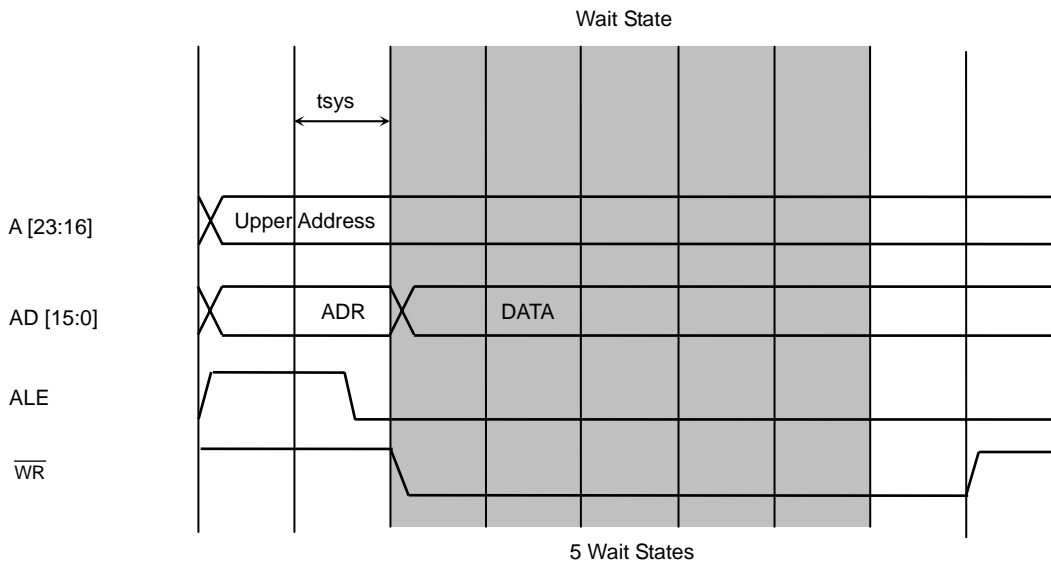 Wait State
tsys
A [23:16]
Upper Address
AD [15:0]
ADR
DATA
ALE
WR
5 Wait States